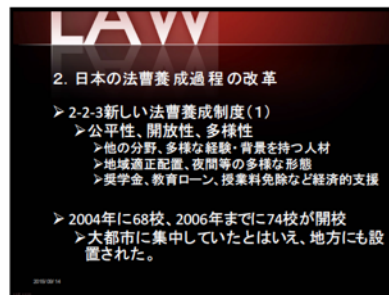 LAW
2．日本の法曹養成過程の改革
➢ 2-2-3新しい法曹養成制度（1）
➢公平性、開放性、多様性
➢他の分野、多様な経験・背景を持つ人材
➢地域適正配置、夜間等の多様な形態
➢奨学金、教育ローン、授業料免除など経済的支援
➢ 2004年に68校、2006年までに74校が開校
➢大都市に集中していたとはいえ、地方にも設
置された。
2016/09/14